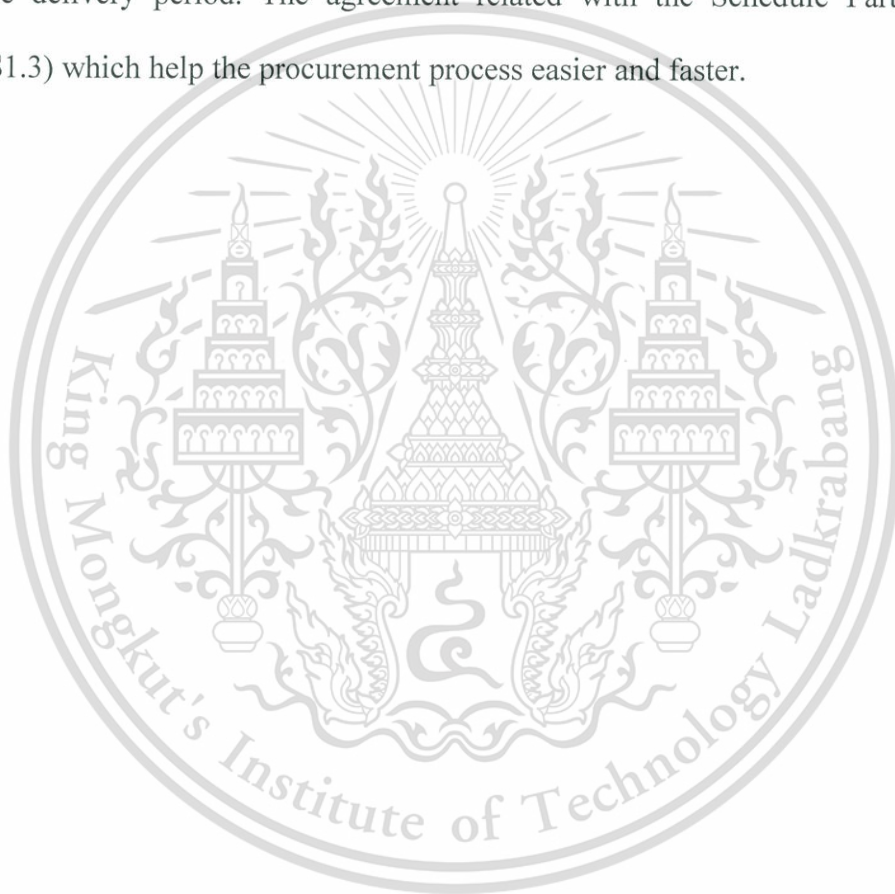 delivery period. The agreement related with the Schedule Part
1.3) which help the procurement process easier and faster.
King Mongkut's Institute of Technology Ladkrabang